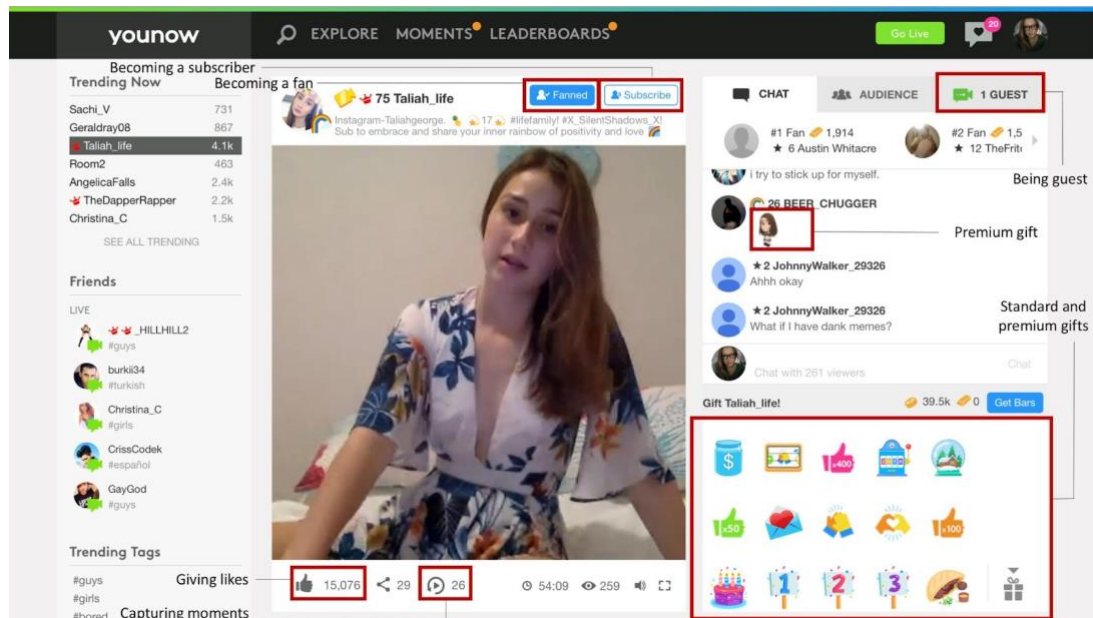 younow
EXPLORE MOMENTS LEADERBOARDS
Go Live
20
Becoming a subscriber
Trending Now
Becoming a fan
Sachi_V 731
Geraldray08 867
Taliah_life 4.1k
Room2 463
AngelicaFalls 2.4k
TheDapperRapper 2.2k
Christina_C 1.5k
SEE ALL TRENDING
Friends
LIVE
_HILLHILL2
#guys
burkii34
#turkish
Christina_C
#girls
CrissCodek
#español
GayGod
#guys
Trending Tags
#guys
#girls
#bored
Giving likes
Capturing moments
75 Taliah_life
Fanned
Subscribe
Instagram-Taliahgeorge. 17 #lifefamily! #X_SilentShadows_X!
Sub to embrace and share your inner rainbow of positivity and love
15,076
29
26
54:09
259
CHAT
AUDIENCE
1 GUEST
#1 Fan 1,914
★ 6 Austin Whitacre
#2 Fan 1,5
★ 12 TheFrit
Being guest
i try to stick up for myself.
26 BEER_CHUGGER
Premium gift
★ 2 JohnnyWalker_29326
Ahhh okay
★ 2 JohnnyWalker_29326
What if I have dank memes?
Standard and
premium gifts
Chat with 261 viewers
Chat
Gift Taliah_life!
39.5k
0
Get Bars
$
x400
x50
x100
1
2
3